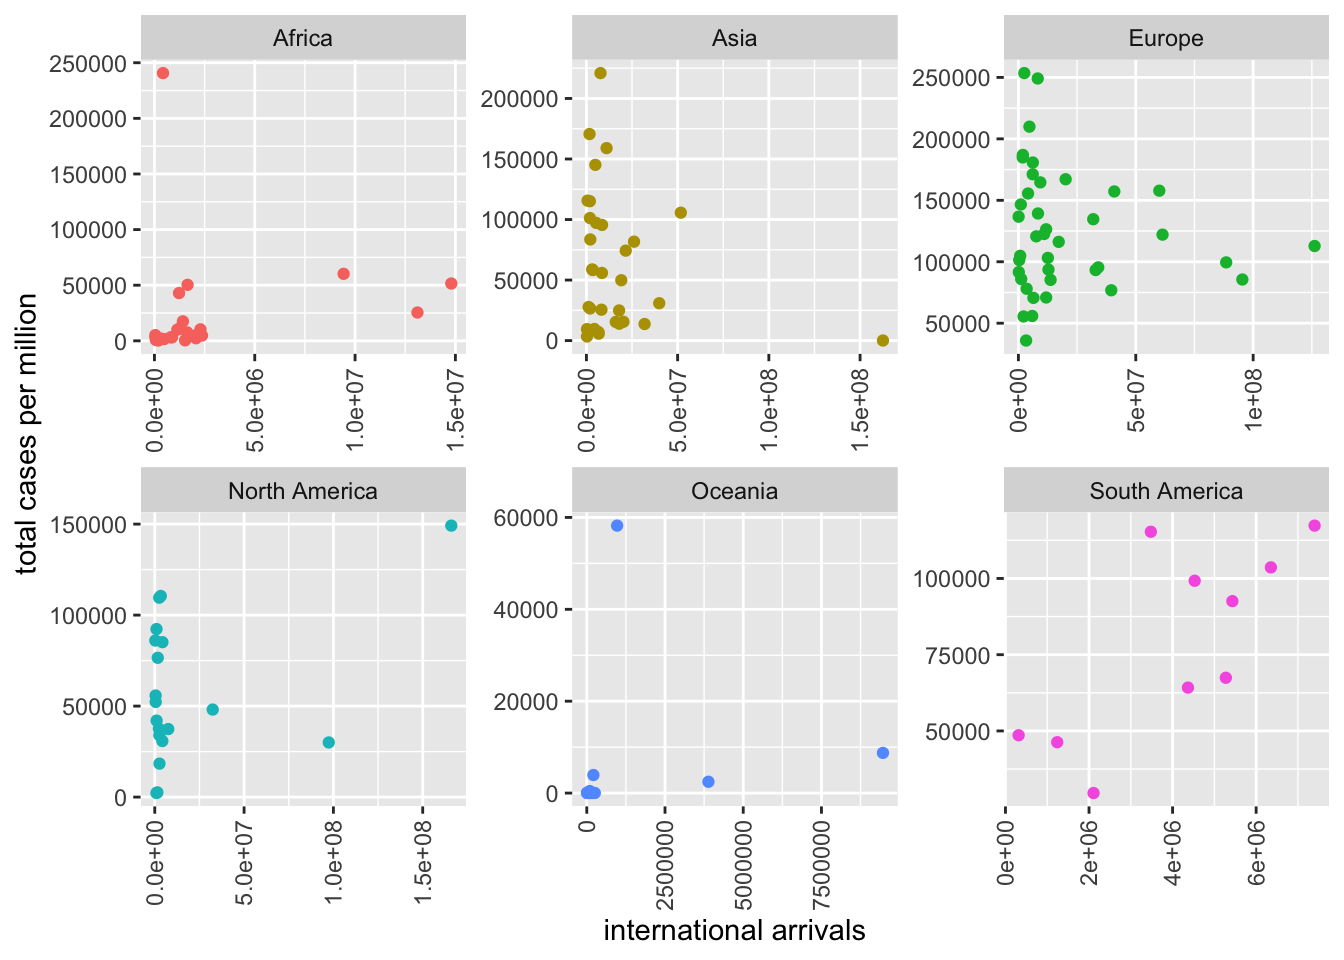 Africa
Asia
Europe
250000
200000
150000
100000
50000
0
200000
150000
100000
50000
0
250000
200000
150000
100000
50000
0.0e+00
5.0e+06
1.0e+07
1.5e+07
0.0e+00
5.0e+07
1.0e+08
1.5e+08
0e+00
5e+07
1e+08
total cases per million
North America
Oceania
South America
150000
100000
50000
0
60000
40000
20000
0
100000
75000
50000
0.0e+00
5.0e+07
1.0e+08
1.5e+08
0
2500000
5000000
7500000
0e+00
2e+06
4e+06
6e+06
international arrivals